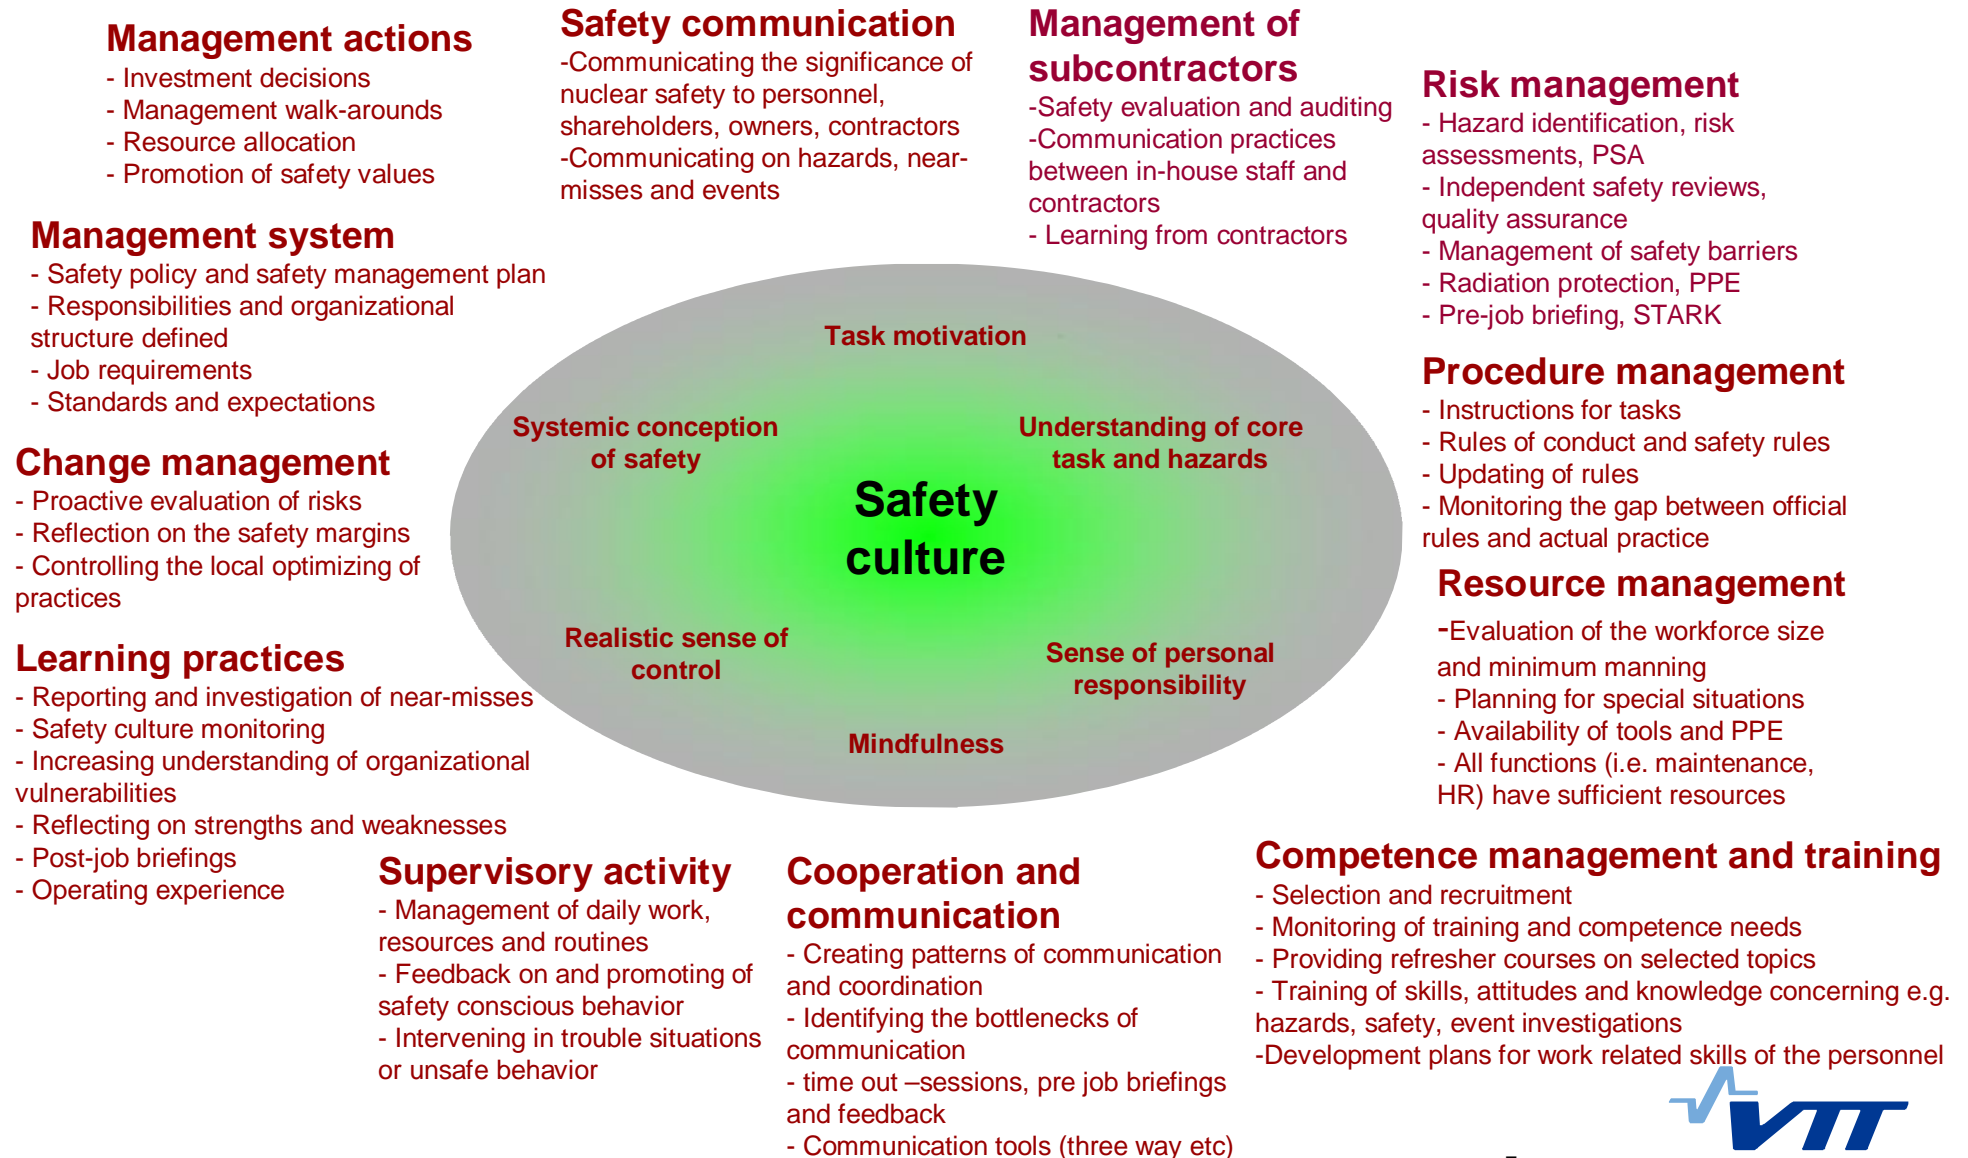 Management actions
- Investment decisions
- Management walk-arounds
- Resource allocation
- Promotion of safety values
Safety communication
-Communicating the significance of
nuclear safety to personnel,
shareholders, owners, contractors
-Communicating on hazards, near-
misses and events
Management of
subcontractors
-Safety evaluation and auditing
-Communication practices
between in-house staff and
contractors
- Learning from contractors
Risk management
- Hazard identification, risk
assessments, PSA
- Independent safety reviews,
quality assurance
- Management of safety barriers
- Radiation protection, PPE
- Pre-job briefing, STARK
Management system
- Safety policy and safety management plan
- Responsibilities and organizational
structure defined
- Job requirements
- Standards and expectations
Change management
- Proactive evaluation of risks
- Reflection on the safety margins
- Controlling the local optimizing of
practices
Learning practices
- Reporting and investigation of near-misses
- Safety culture monitoring
- Increasing understanding of organizational
vulnerabilities
- Reflecting on strengths and weaknesses
- Post-job briefings
- Operating experience
Task motivation
Systemic conception
of safety
Understanding of core
task and hazards
Safety
culture
Realistic sense of
control
Sense of personal
responsibility
Mindfulness
Procedure management
- Instructions for tasks
- Rules of conduct and safety rules
- Updating of rules
- Monitoring the gap between official
rules and actual practice
Resource management
-Evaluation of the workforce size
and minimum manning
- Planning for special situations
- Availability of tools and PPE
- All functions (i.e. maintenance,
HR) have sufficient resources
Supervisory activity
- Management of daily work,
resources and routines
- Feedback on and promoting of
safety conscious behavior
- Intervening in trouble situations
or unsafe behavior
Cooperation and
communication
- Creating patterns of communication
and coordination
- Identifying the bottlenecks of
communication
- time out –sessions, pre job briefings
and feedback
- Communication tools (three way etc)
Competence management and training
- Selection and recruitment
- Monitoring of training and competence needs
- Providing refresher courses on selected topics
- Training of skills, attitudes and knowledge concerning e.g.
hazards, safety, event investigations
-Development plans for work related skills of the personnel
VTT